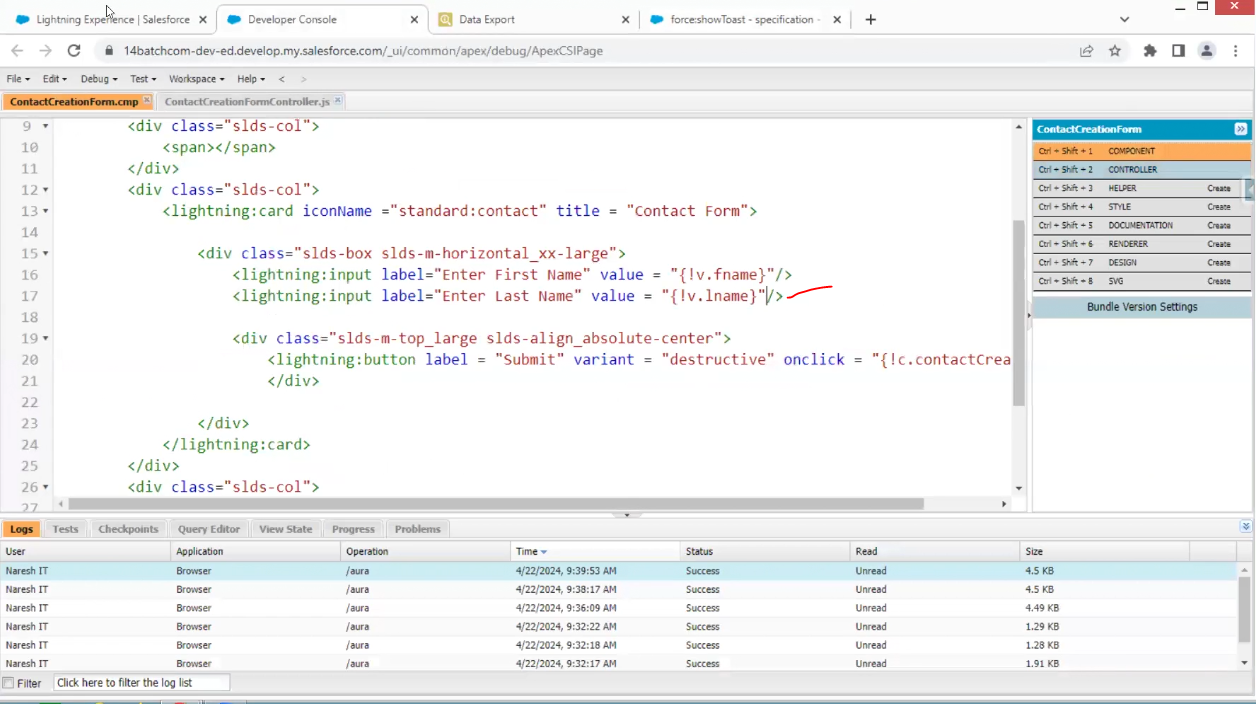 Lightning Experience | Salesforce
Developer Console
Data Export
force:showToast - specification -
14batchcom-dev-ed.develop.my.salesforce.com/_ui/common/apex/debug/ApexCSIPage
File Edit Debug Test Workspace Help < >
ContactCreationForm.cmp ContactCreationFormController.js
9 <div class="slds-col">
10 <span></span>
11 </div>
12 <div class="slds-col">
13 <lightning:card iconName ="standard:contact" title = "Contact Form">
14
15 <div class="slds-box slds-m-horizontal_xx-large">
16 <lightning:input label="Enter First Name" value = "{!v.fname}"/>
17 <lightning:input label="Enter Last Name" value = "{!v.lname}"/>
18
19 <div class="slds-m-top_large slds-align_absolute-center">
20 <lightning:button label = "Submit" variant = "destructive" onclick = "{!c.contactCrea
21 </div>
22
23 </div>
24 </lightning:card>
25 </div>
26 <div class="slds-col">
27
ContactCreationForm
Ctrl + Shift + 1 COMPONENT
Ctrl + Shift + 2 CONTROLLER
Ctrl + Shift + 3 HELPER Create
Ctrl + Shift + 4 STYLE Create
Ctrl + Shift + 5 DOCUMENTATION Create
Ctrl + Shift + 6 RENDERER Create
Ctrl + Shift + 7 DESIGN Create
Ctrl + Shift + 8 SVG Create
Bundle Version Settings
Logs Tests Checkpoints Query Editor View State Progress Problems
User Application Operation Time Status Read Size
Naresh IT Browser /aura 4/22/2024, 9:39:53 AM Success Unread 4.5 KB
Naresh IT Browser /aura 4/22/2024, 9:38:17 AM Success Unread 4.5 KB
Naresh IT Browser /aura 4/22/2024, 9:36:09 AM Success Unread 4.49 KB
Naresh IT Browser /aura 4/22/2024, 9:32:22 AM Success Unread 1.29 KB
Naresh IT Browser /aura 4/22/2024, 9:32:18 AM Success Unread 1.28 KB
Naresh IT Browser /aura 4/22/2024, 9:32:17 AM Success Unread 1.91 KB
Filter Click here to filter the log list